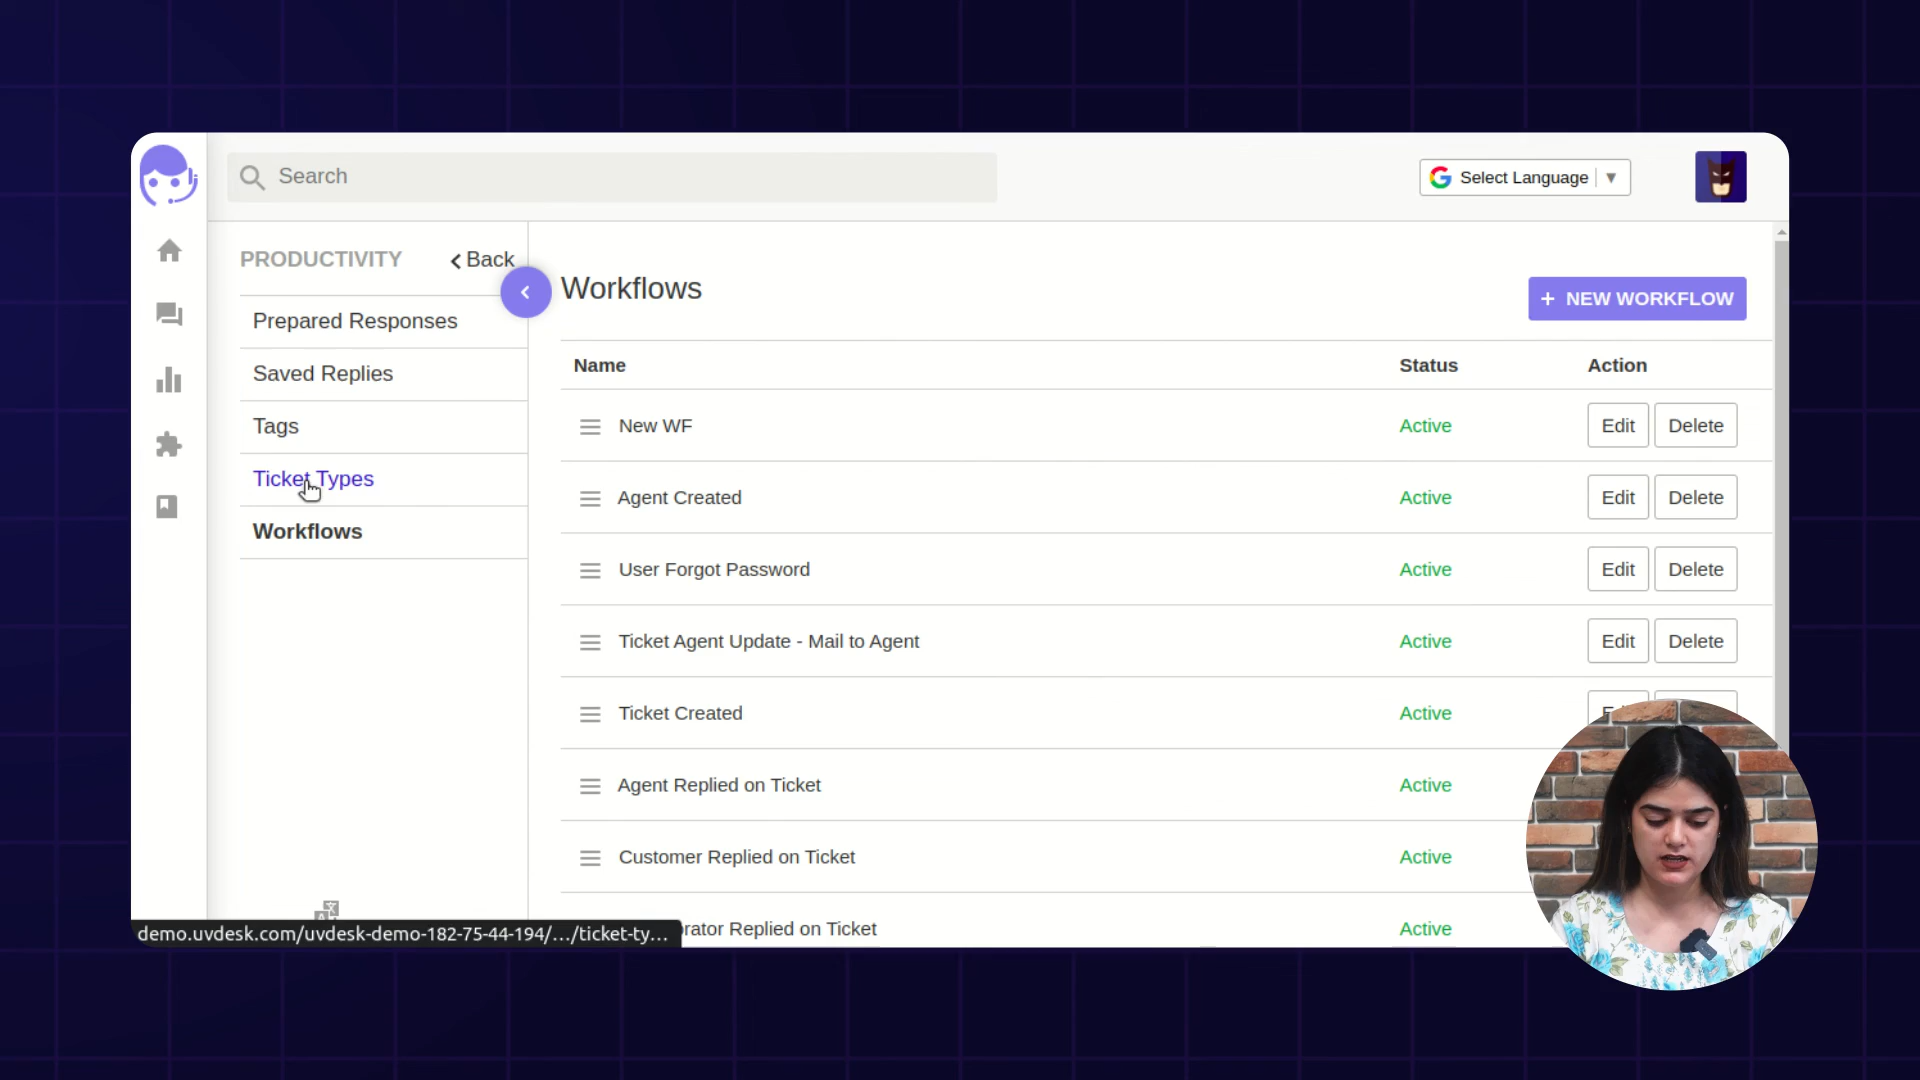 Search
Select Language ▼
PRODUCTIVITY
Back
Prepared Responses
Saved Replies
Tags
Ticket Types
Workflows
Workflows
+ NEW WORKFLOW
Name Status Action
New WF Active Edit Delete
Agent Created Active Edit Delete
User Forgot Password Active Edit Delete
Ticket Agent Update - Mail to Agent Active Edit Delete
Ticket Created Active
Agent Replied on Ticket Active
Customer Replied on Ticket Active
Replied on Ticket Active
demo.uvdesk.com/uvdesk-demo-182-75-44-194/.../ticket-ty...